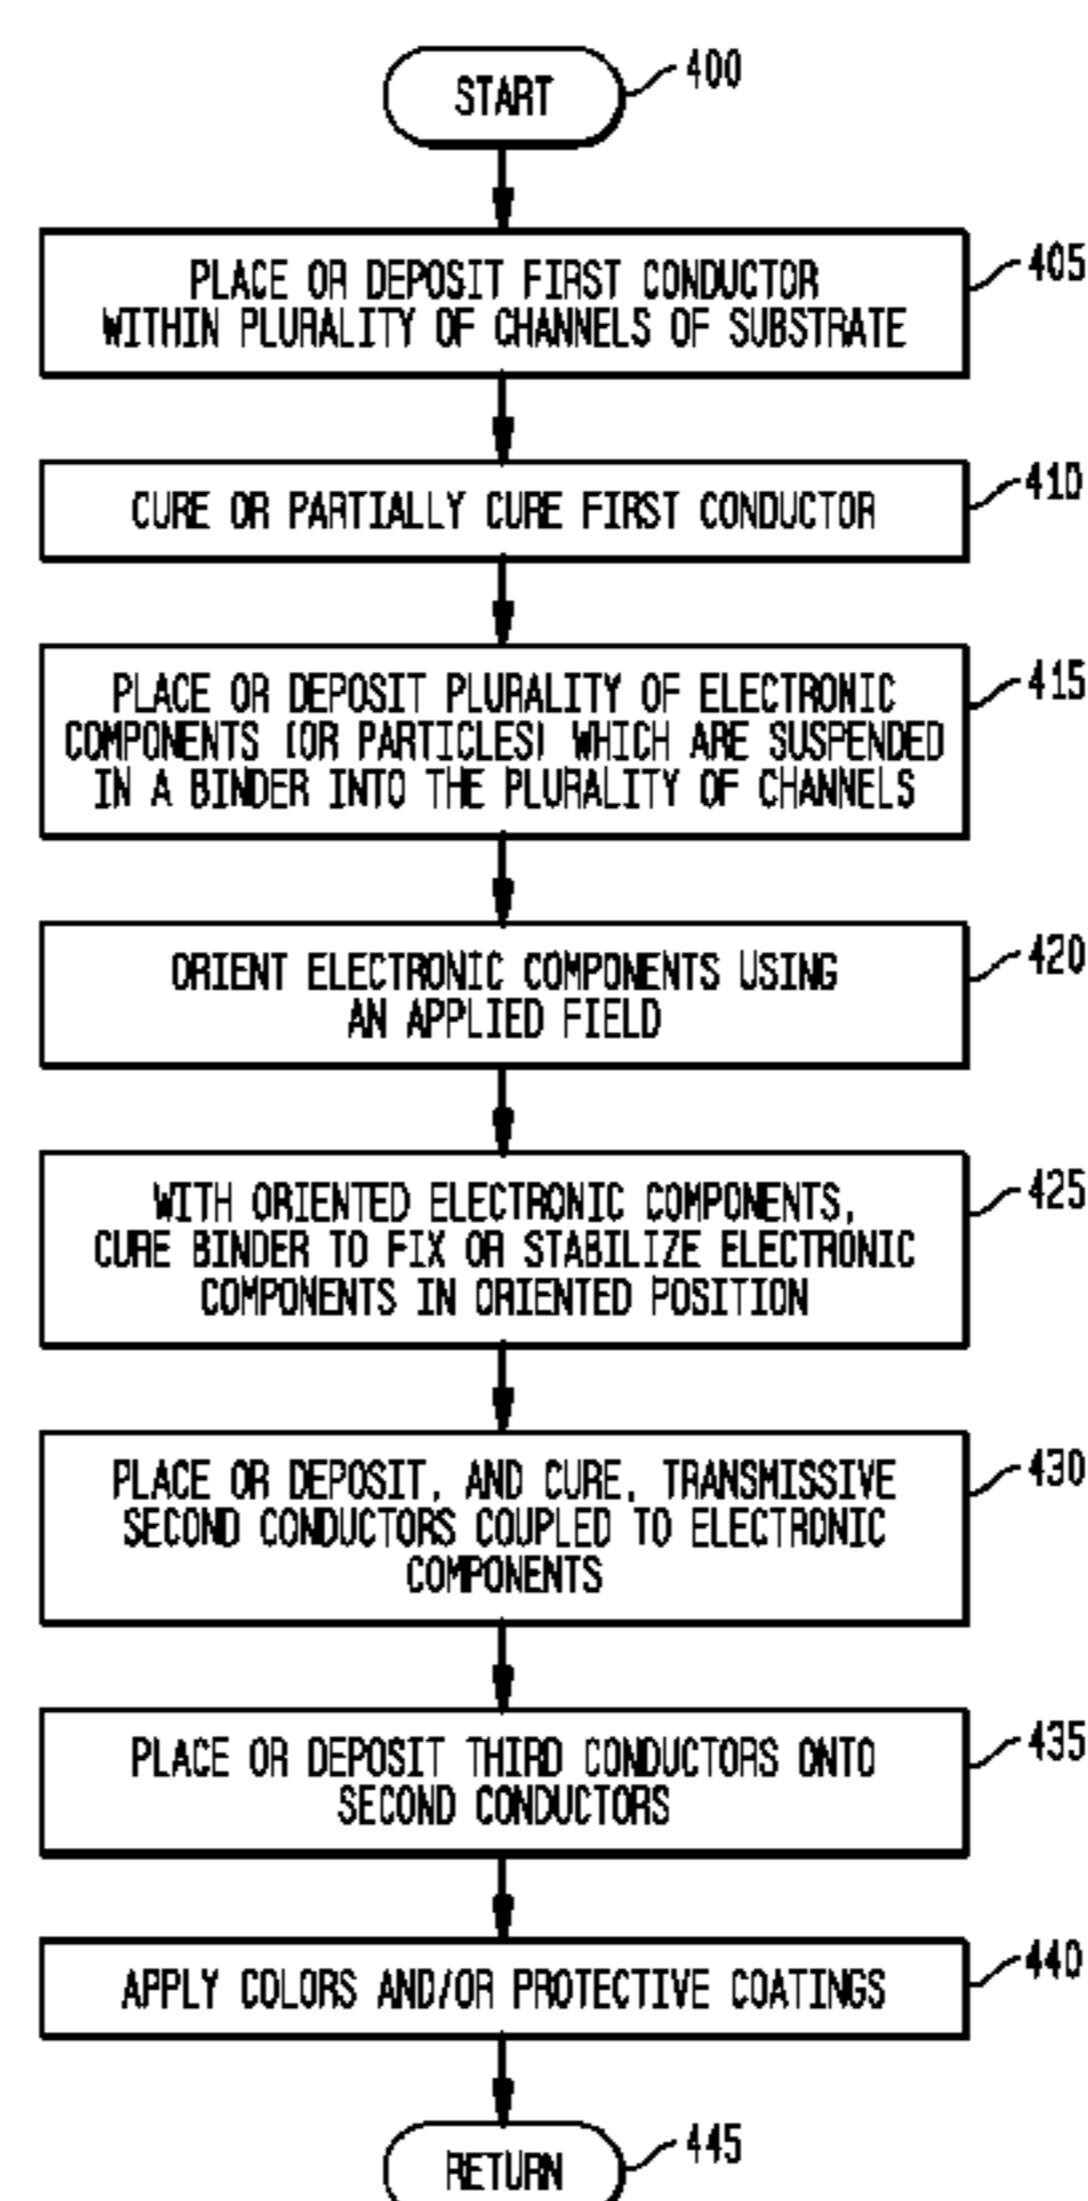 START
400
PLACE OR DEPOSIT FIRST CONDUCTOR
WITHIN PLURALITY OF CHANNELS OF SUBSTRATE
405
CURE OR PARTIALLY CURE FIRST CONDUCTOR
410
PLACE OR DEPOSIT PLURALITY OF ELECTRONIC
COMPONENTS (OR PARTICLES) WHICH ARE SUSPENDED
IN A BINDER INTO THE PLURALITY OF CHANNELS
415
ORIENT ELECTRONIC COMPONENTS USING
AN APPLIED FIELD
420
WITH ORIENTED ELECTRONIC COMPONENTS,
CURE BINDER TO FIX OR STABILIZE ELECTRONIC
COMPONENTS IN ORIENTED POSITION
425
PLACE OR DEPOSIT, AND CURE, TRANSMISSIVE
SECOND CONDUCTORS COUPLED TO ELECTRONIC
COMPONENTS
430
PLACE OR DEPOSIT THIRD CONDUCTORS ONTO
SECOND CONDUCTORS
435
APPLY COLORS AND/OR PROTECTIVE COATINGS
440
RETURN
445